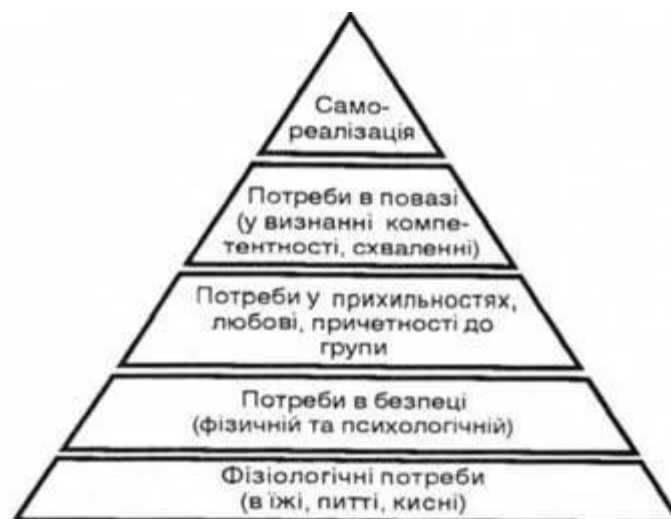 Само-
реалізація
Потреби в повазі
(у визнанні компе-
тентності, схваленні)
Потреби у прихильностях,
любові, причетності до
групи
Потреби в безпеці
(фізичній та психологічній)
Фізіологічні потреби
(в їжі, питті, кисні)